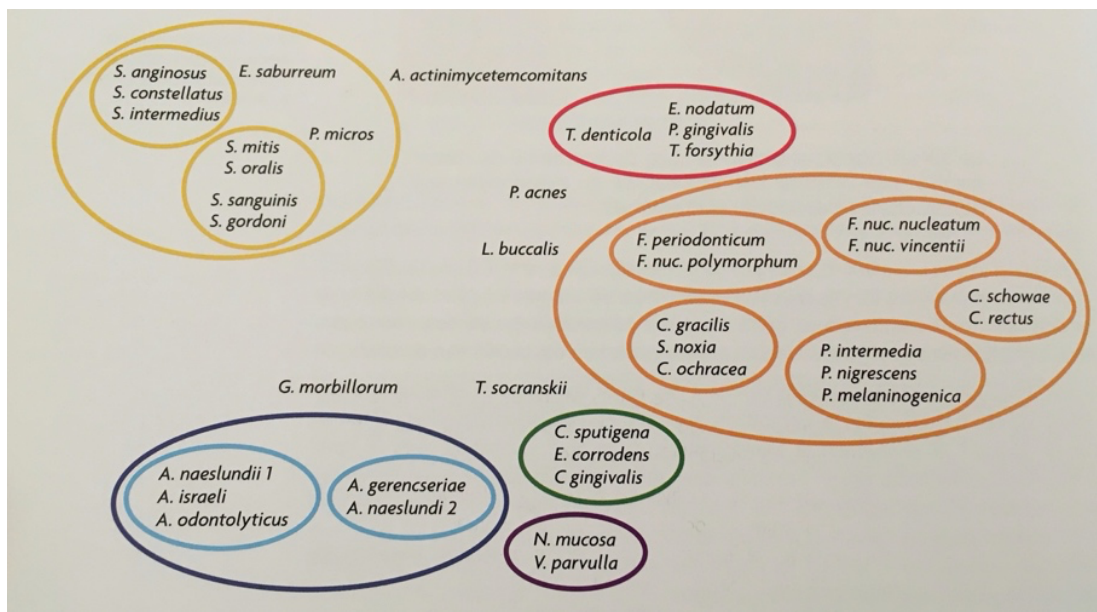 S. anginosus
S. constellatus
S. intermedius
E. saburreum
P. micros
S. mitis
S. oralis
S. sanguinis
S. gordoni
A. actinimycetemcomitans
T. denticola
E. nodatum
P. gingivalis
T. forsythia
P. acnes
L. buccalis
F. periodonticum
F. nuc. polymorphum
F. nuc. nucleatum
F. nuc. vincentii
C. schowae
C. rectus
C. gracilis
S. noxia
C. ochracea
P. intermedia
P. nigrescens
P. melaninogenica
G. morbillorum
T. socranskii
A. naeslundii 1
A. israeli
A. odontolyticus
A. gerencseriae
A. naeslundi 2
C. sputigena
E. corrodens
C gingivalis
N. mucosa
V. parvulla